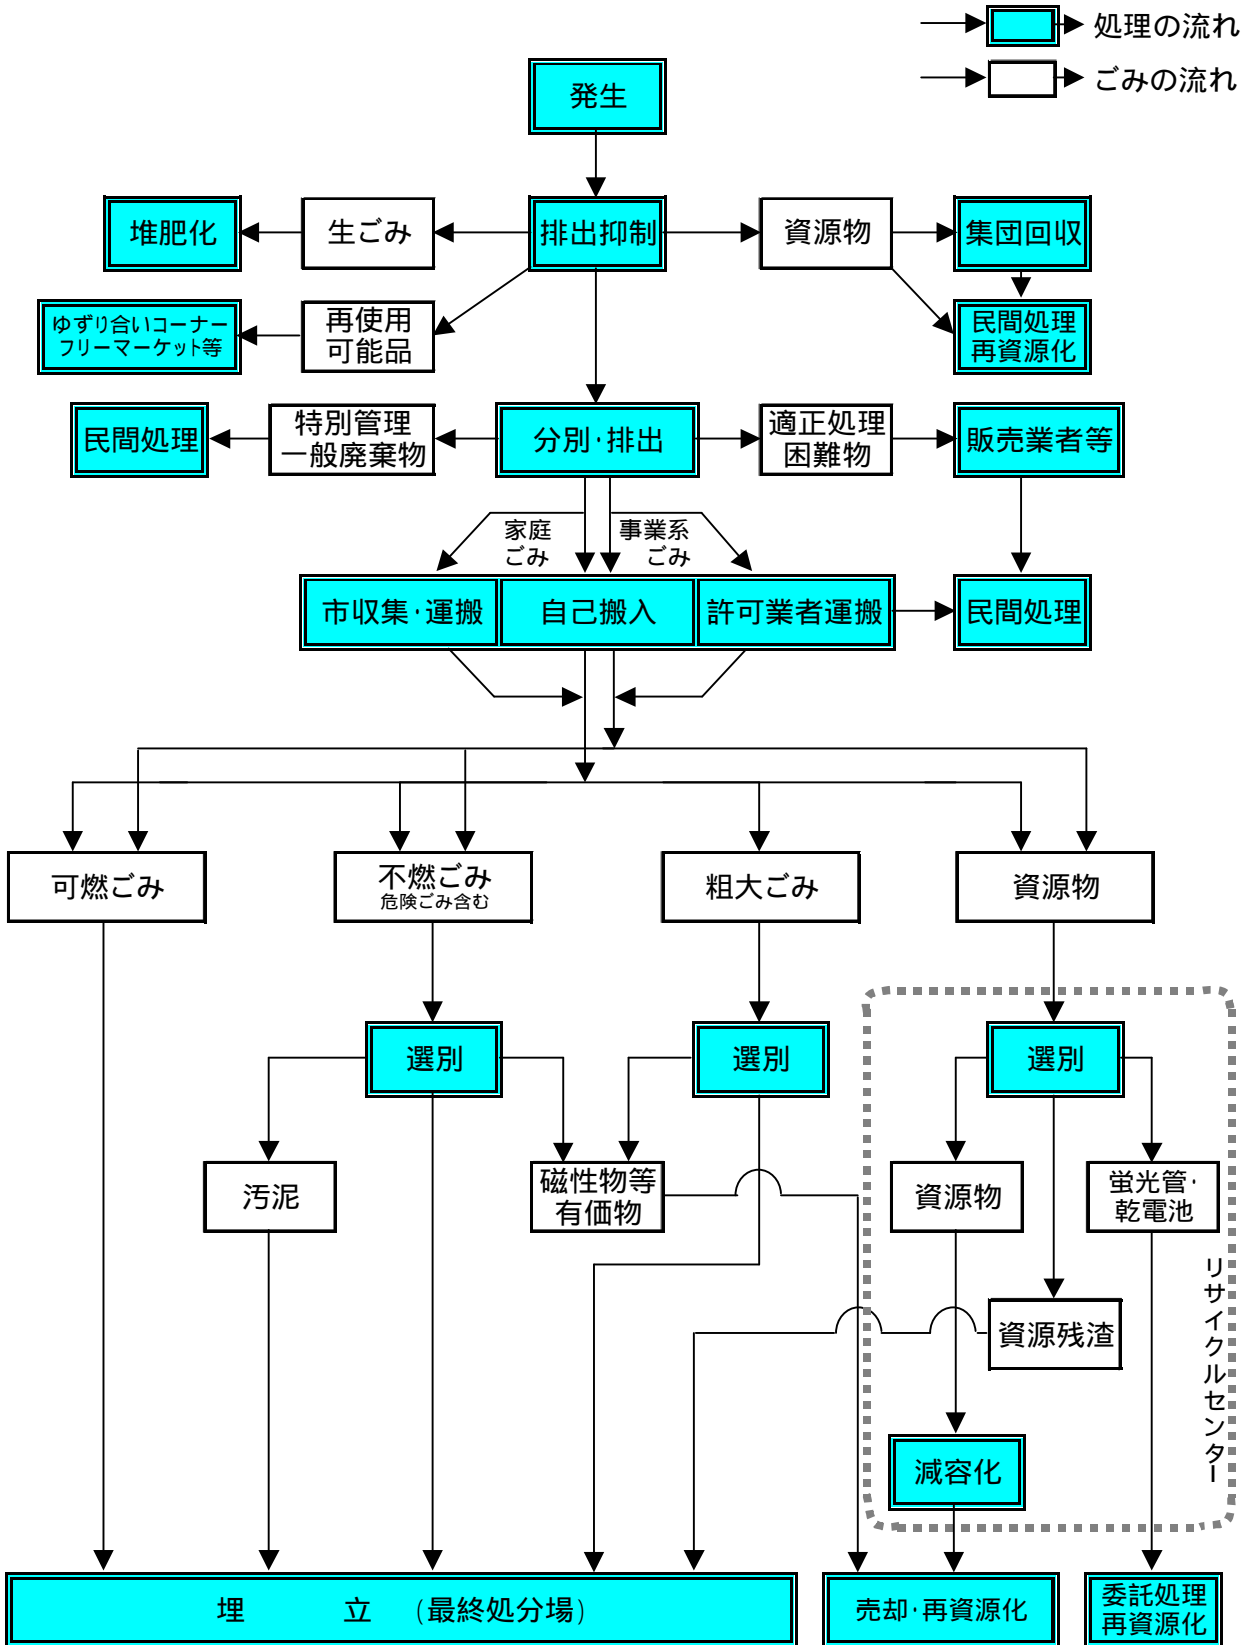 処理の流れ
ごみの流れ
発生
堆肥化
生ごみ
排出抑制
資源物
集団回収
ゆずり合いコーナー
フリーマーケット等
再使用
可能品
民間処理
再資源化
民間処理
特別管理
一般廃棄物
分別・排出
適正処理
困難物
販売業者等
家庭
ごみ
事業系
ごみ
市収集・運搬
自己搬入
許可業者運搬
民間処理
可燃ごみ
不燃ごみ
危険ごみ含む
粗大ごみ
資源物
選別
選別
選別
汚泥
磁性物等
有価物
資源物
蛍光管・
乾電池
リサイクルセンター
資源残渣
減容化
埋立(最終処分場)
売却・再資源化
委託処理
再資源化